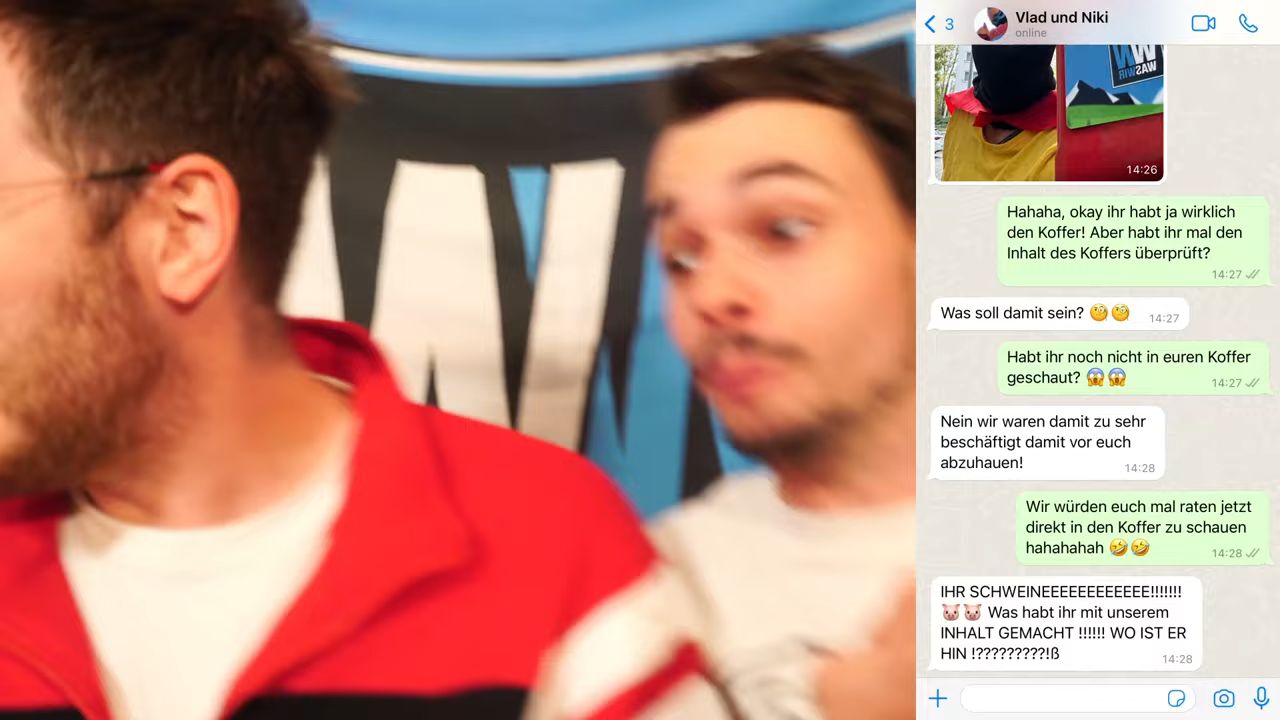 W
3
Vlad und Niki
online
W
WASWIR
14:26
Hahaha, okay ihr habt ja wirklich
den Koffer! Aber habt ihr mal den
Inhalt des Koffers überprüft?
14:27
Was soll damit sein? 🧐🧐
14:27
Habt ihr noch nicht in euren Koffer
geschaut? 😱😱
14:27
Nein wir waren damit zu sehr
beschäftigt damit vor euch
abzuhauen!
14:28
Wir würden euch mal raten jetzt
direkt in den Koffer zu schauen
hahahahah 🤣🤣
14:28
IHR SCHWEINEEEEEEEEEEEE!!!!!!!
🐷🐷 Was habt ihr mit unserem
INHALT GEMACHT !!!!!! WO IST ER
HIN !?????????!ß
14:28